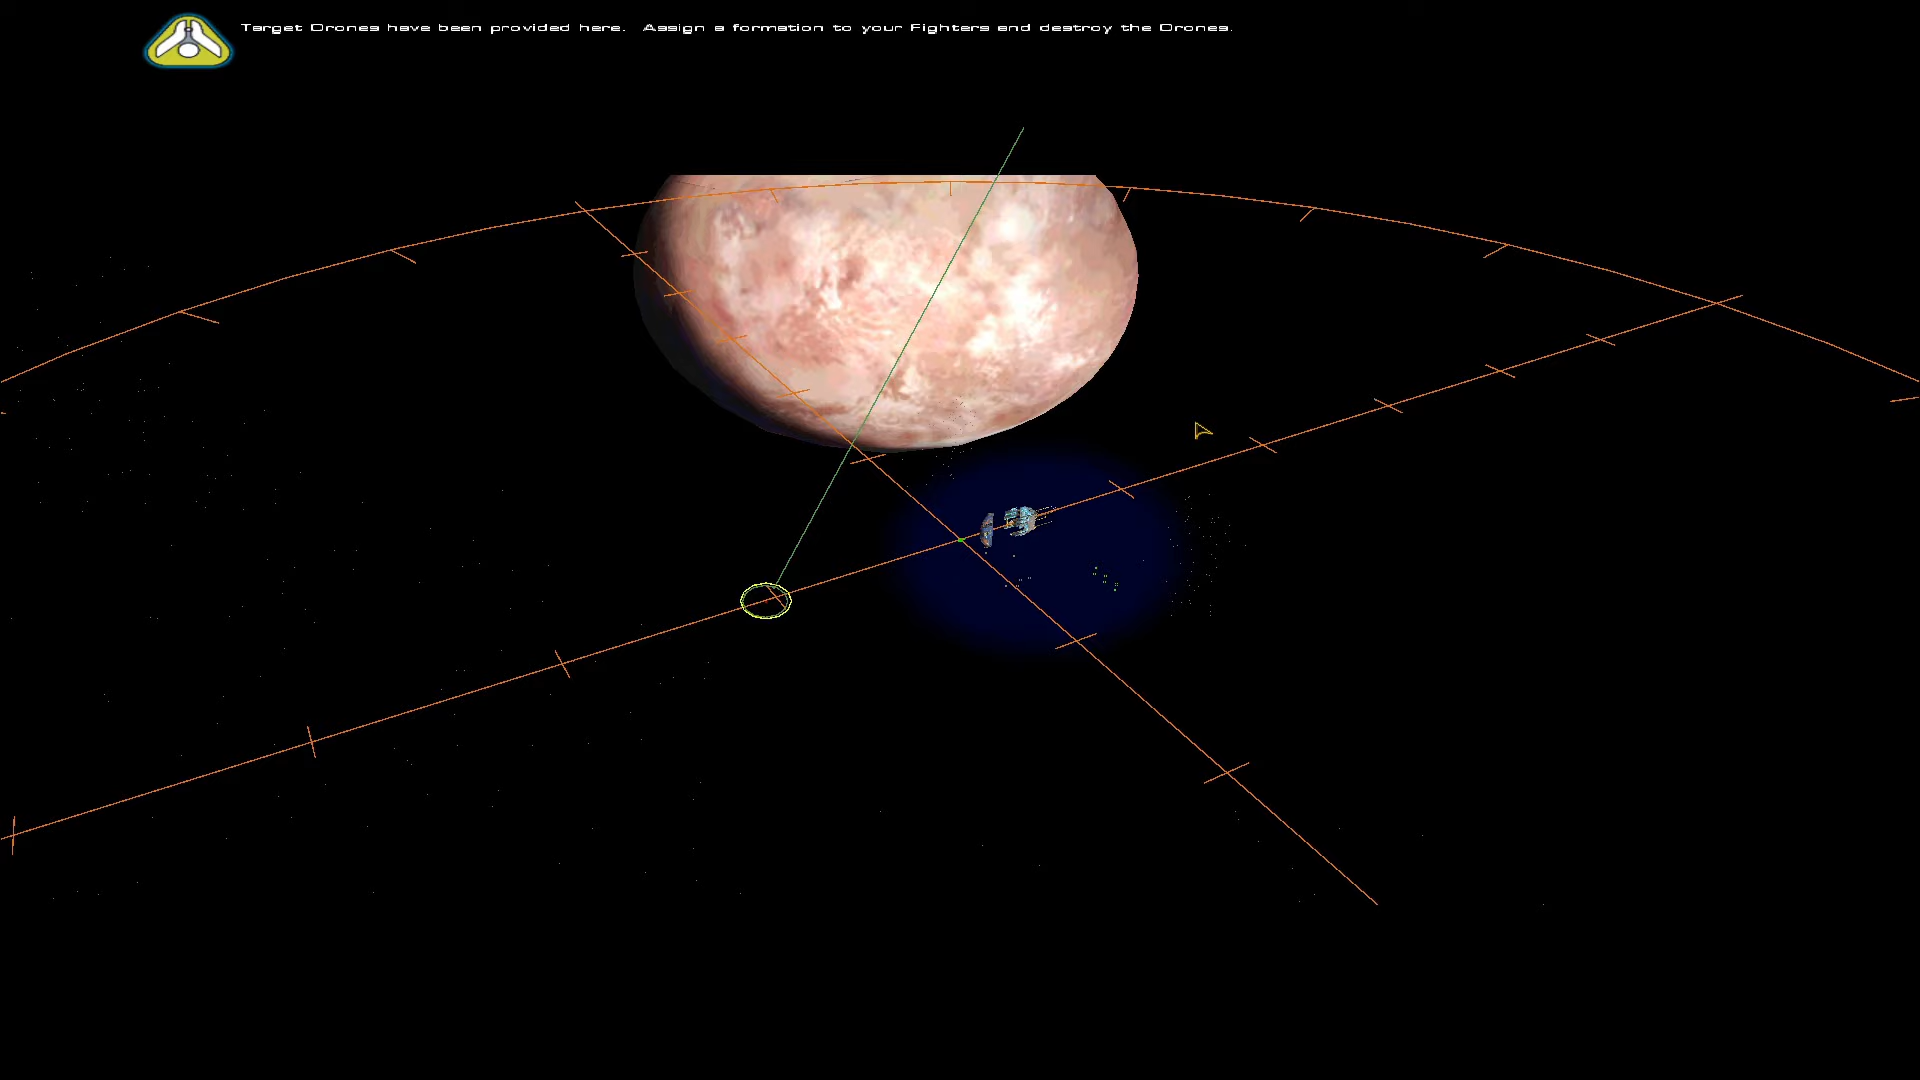 Target Drones have been provided here.  Assign a formation to your Fighters and destroy the Drones.